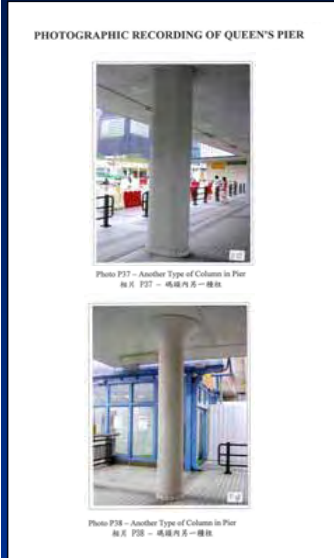 PHOTOGRAPHIC RECORDING OF QUEEN'S PIER
Photo P37 – Another Type of Column in Pier
相片 P37 – 碼頭內另一種柱
Photo P38 – Another Type of Column in Pier
相片 P38 – 碼頭內另一種柱